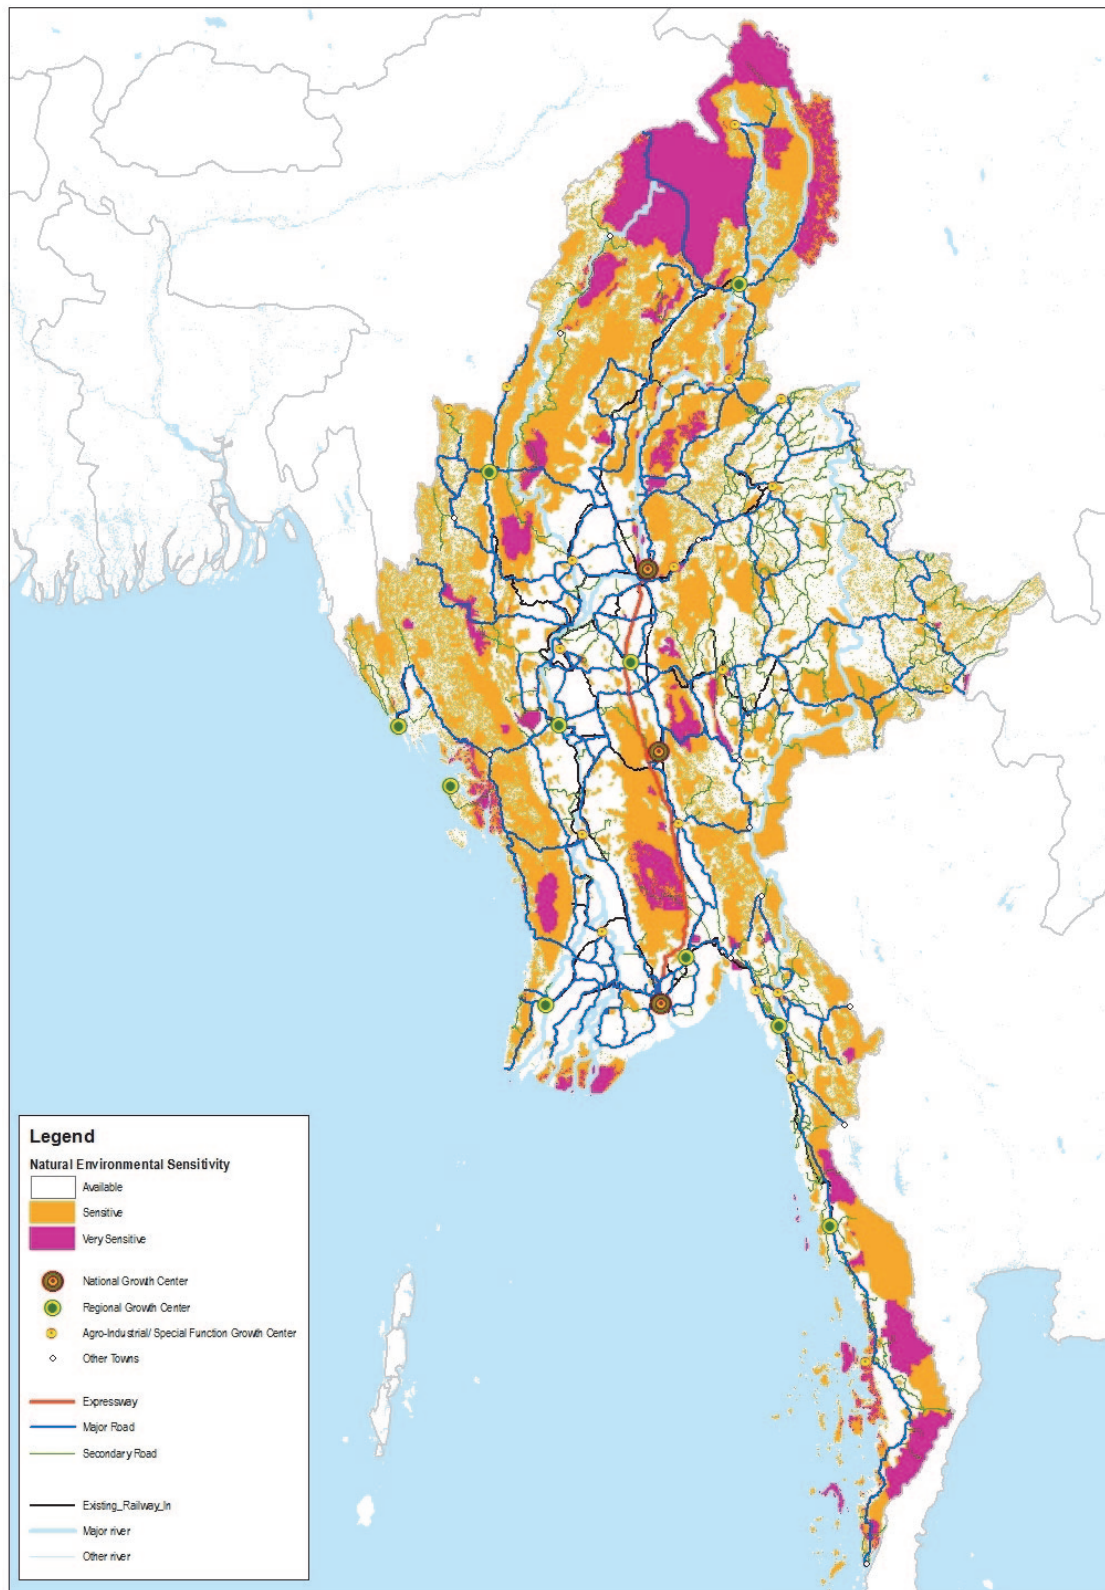 Legend
Natural Environmental Sensitivity
Available
Sensitive
Very Sensitive
National Growth Center
Regional Growth Center
Agro-Industrial/ Special Function Growth Center
Other Towns
Expressway
Major Road
Secondary Road
Existing_Railway_ln
Major river
Other river